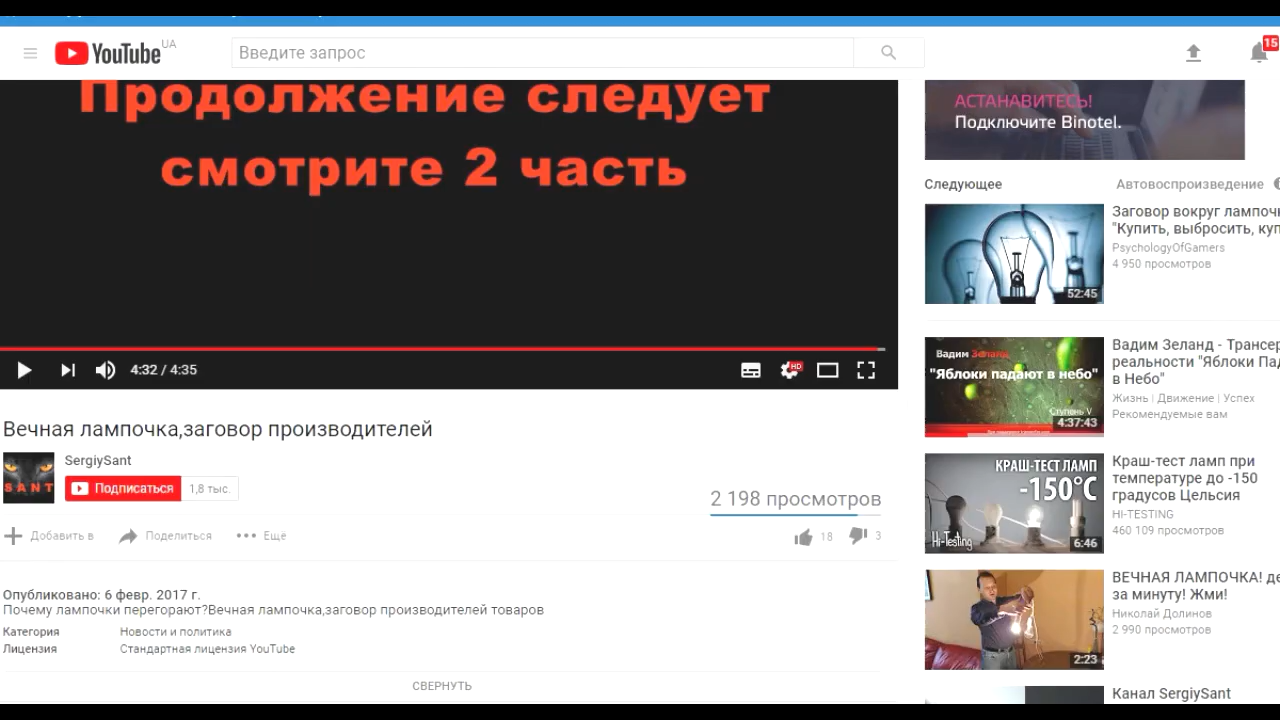 YouTube UA
Введите запрос
15
Продолжение следует
смотрите 2 часть
4:32 / 4:35
HD
Вечная лампочка,заговор производителей
SANT
SergiySant
Подписаться
1,8 тыс.
2 198 просмотров
Добавить в
Поделиться
Ещё
18
3
Опубликовано: 6 февр. 2017 г.
Почему лампочки перегорают?Вечная лампочка,заговор производителей товаров
Категория
Новости и политика
Лицензия
Стандартная лицензия YouTube
СВЕРНУТЬ
АСТАНАВИТЕСЬ!
Подключите Binotel.
Следующее
Автовоспроизведение
52:45
Заговор вокруг лампочк
"Купить, выбросить, куп
PsychologyOfGamers
4 950 просмотров
Вадим Зеланд
"Яблоки падают в небо"
Ступень V
4:37:43
Вадим Зеланд - Трансер
реальности "Яблоки Пад
в Небо"
Жизнь | Движение | Успех
Рекомендуемые вам
КРАШ-ТЕСТ ЛАМП
-150°C
Hi-Testing
6:46
Краш-тест ламп при
температуре до -150
градусов Цельсия
HI-TESTING
460 109 просмотров
2:23
ВЕЧНАЯ ЛАМПОЧКА! де
за минуту! Жми!
Николай Долинов
2 990 просмотров
Канал SergiySant